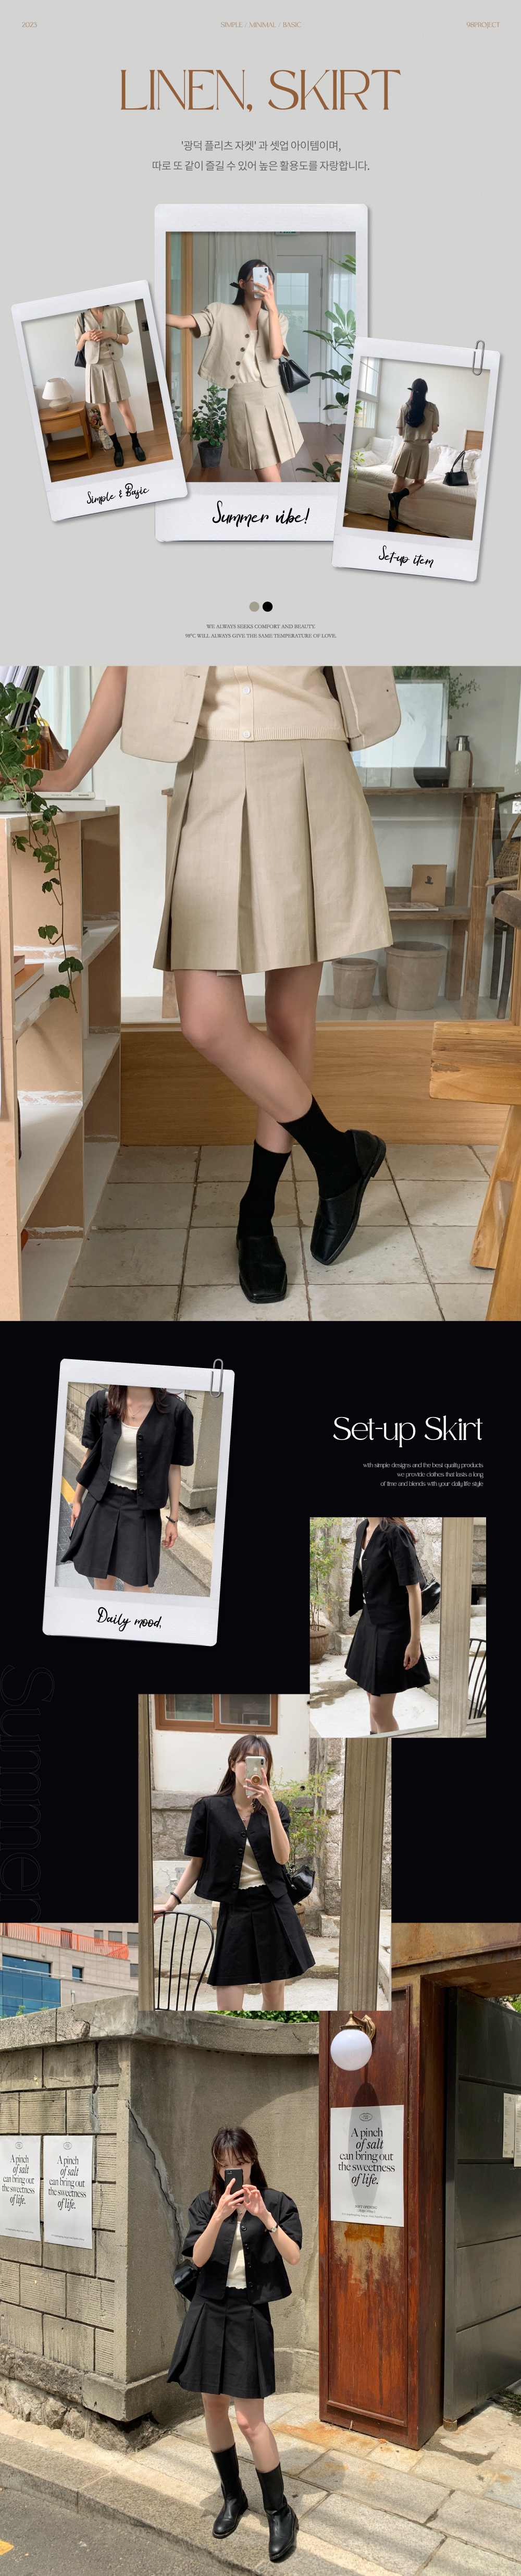 2023
SIMPLE / MINIMAL / BASIC
98PROJECT
LINEN, SKIRT
'광덕 플리츠 자켓' 과 셋업 아이템이며,
따로 또 같이 즐길 수 있어 높은 활용도를 자랑합니다.
Simple & Basic
Summer vibe!
Set-up item
WE ALWAYS SEEKS COMFORT AND BEAUTY.
98°C WILL ALWAYS GIVE THE SAME TEMPERATURE OF LOVE.
Set-up Skirt
with simple designs and the best quality products
we provide clothes that lasts a long
of time and blends with your daily life style
Daily mood,
Summer
A pinch
of salt
can bring out
the sweetness
of life.
A pinch
of salt
can bring out
the sweetness
of life.
A pinch
of salt
can bring out
the sweetness
of life.